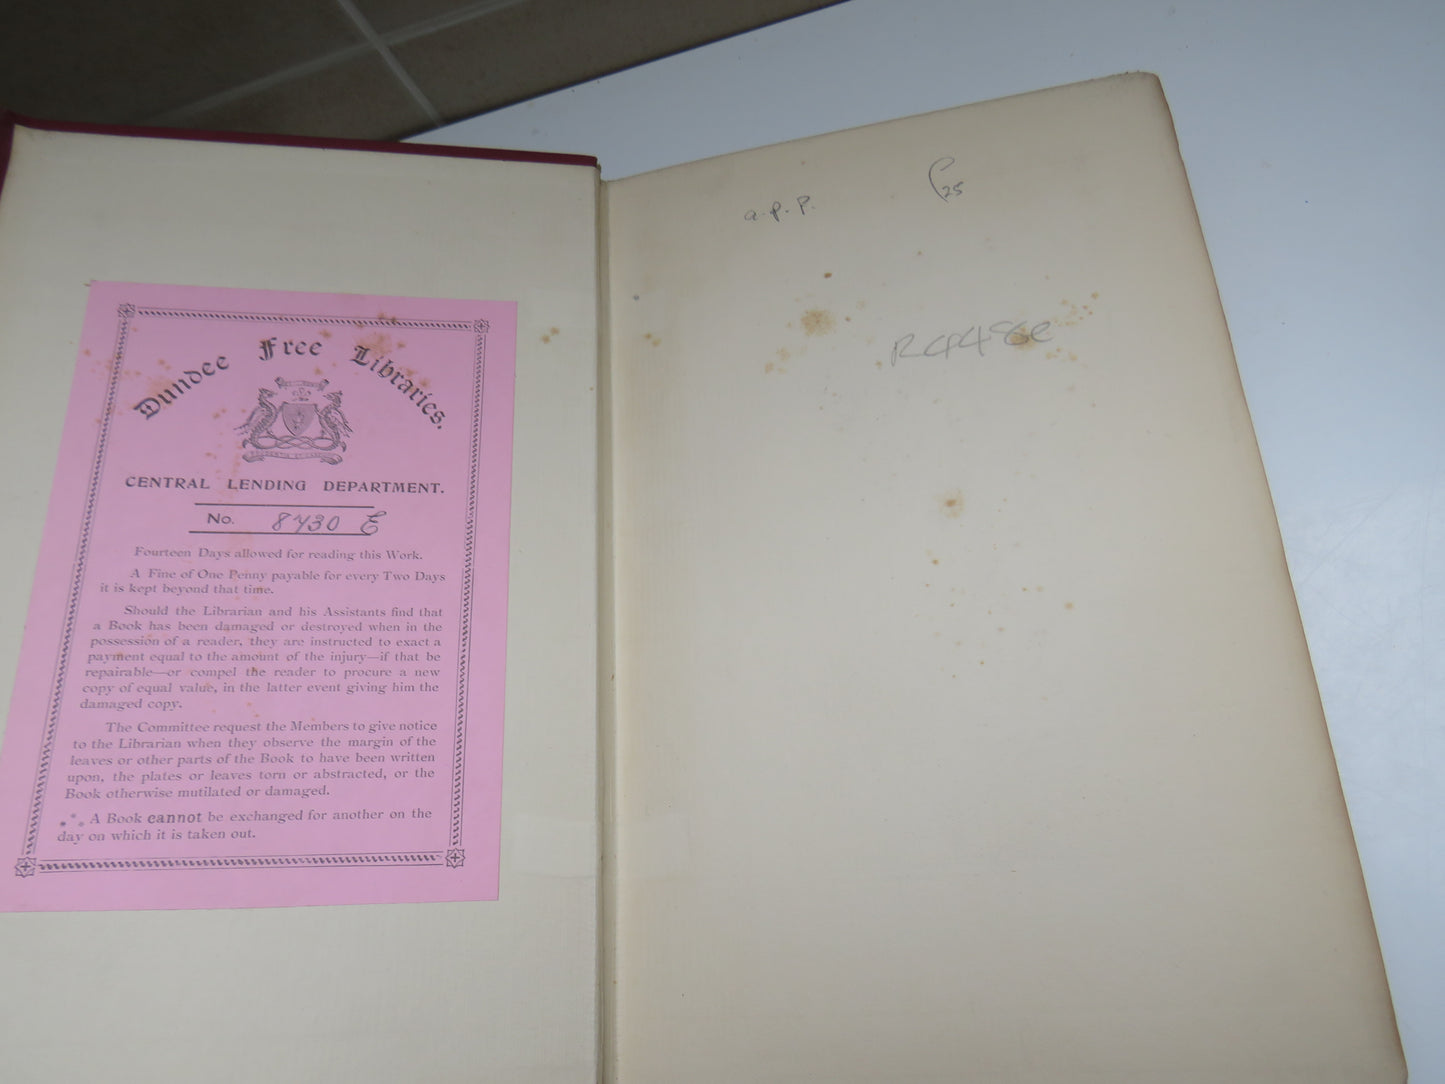 Dundee Free Libraries.
CENTRAL LENDING DEPARTMENT.
No. 8730 E
Fourteen Days allowed for reading this Work.
A Fine of One Penny payable for every Two Days
it is kept beyond that time.
Should the Librarian and his Assistants find that
a Book has been damaged or destroyed when in the
possession of a reader, they are instructed to exact a
payment equal to the amount of the injury—if that be
repairable—or compel the reader to procure a new
copy of equal value, in the latter event giving him the
damaged copy.
The Committee request the Members to give notice
to the Librarian when they observe the margin of the
leaves or other parts of the Book to have been written
upon, the plates or leaves torn or abstracted, or the
Book otherwise mutilated or damaged.
⁂ A Book cannot be exchanged for another on the
day on which it is taken out.
a.p.p.
25